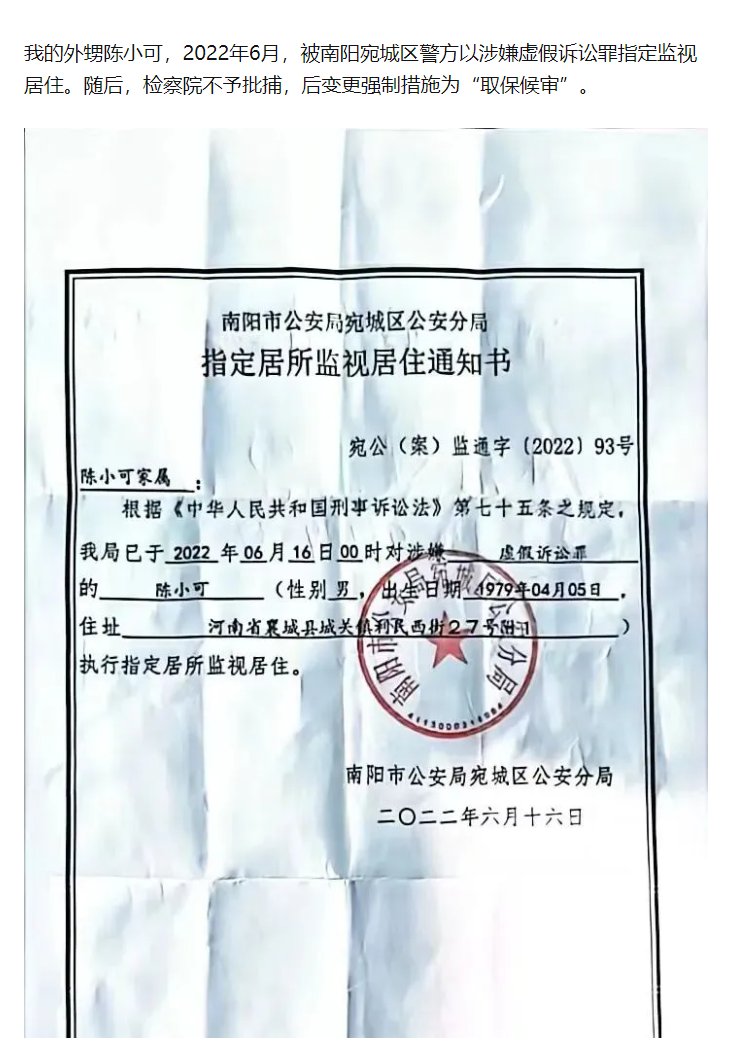 我的外甥陈小可，2022年6月，被南阳宛城区警方以涉嫌虚假诉讼罪指定监视
居住。随后，检察院不予批捕，后变更强制措施为“取保候审”。
南阳市公安局宛城区公安分局
指定居所监视居住通知书
宛公（案）监通字〔2022〕93号
陈小可家属：
根据《中华人民共和国刑事诉讼法》第七十五条之规定，
我局已于2022年06月16日00时对涉嫌虚假诉讼罪
的陈小可（性别男，出生日期1979年04月05日，
住址河南省襄城县城关镇利民西街27号附1）
执行指定居所监视居住。
南阳市公安局宛城区公安分局
南阳市公安局宛城区公安分局
二〇二二年六月十六日